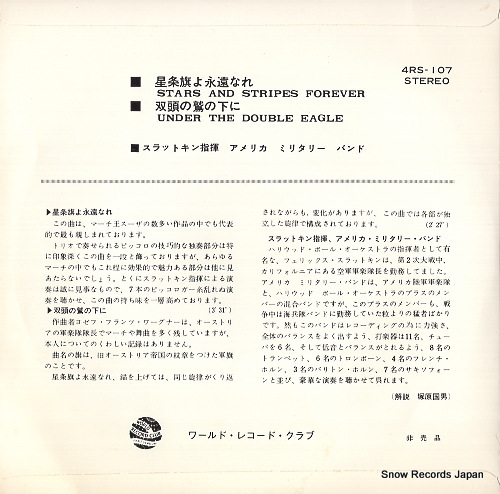 4RS-107
STEREO
■ 星条旗よ永遠なれ
STARS AND STRIPES FOREVER
■ 双頭の鷲の下に
UNDER THE DOUBLE EAGLE
■ スラットキン指揮 アメリカ ミリタリー バンド
▶星条旗よ永遠なれ
この曲は、マーチ王スーザの数多い作品の中でも代表
的で最も親しまれております。
トリオで奏せられるピッコロの技巧的な独奏部分は特
に印象深くこの曲を一段と飾っておりますが、あらゆる
マーチの中でもこれ程に効果的で魅力ある部分は他に見
あたらないでしょう。とくにスラットキン指揮による演
奏は誠に見事なもので、7本のピッコロが一糸乱れぬ演
奏を聴かせ、この曲の持ち味を一層高めております。
(3′31″)
▶双頭の鷲の下に
作曲者ヨゼフ・フランツ・ワーグナーは、オーストリ
アの軍楽隊隊長でマーチや舞曲を多く残していますが、
本人についてのくわしい記録はありません。
曲名の旗は、旧オーストリア帝国の紋章をつけた軍旗
のことです。
星条旗よ永遠なれ、鷲を上げては、同じ旋律がくり返
されながらも、変化がありますが、この曲では各部が独
立した旋律で構成されております。 (2′27″)
スラットキン指揮、アメリカ・ミリタリー・バンド
ハリウッド・ボール・オーケストラの指揮者として有
名な、フェリックス・スラットキンは、第2次大戦中、
カリフォルニアにある空軍軍楽隊長を勤務してました。
アメリカ ミリタリー・バンドは、アメリカ陸軍軍楽隊
と、ハリウッド ボール・オーケストラのブラスのメン
バーの混合バンドですが、このブラスのメンバーも、戦
争中は海兵隊バンドに勤務していた粒よりの猛者ばかり
です。然もこのバンドはレコーディングの為に力強さ、
全体のバランスをよく出すよう、打楽器は11名、チュー
バを6名、そして低音とバランスがとれるよう、8名の
トランペット、6名のトロンボーン、4名のフレンチ・
ホルン、3名のバリトン・ホルン、7名のサキソフォー
ンと並び、豪華な演奏を聴かせて呉れます。
(解説 塚原国男)
ワールド・レコード・クラブ
非売品
Snow Records Japan